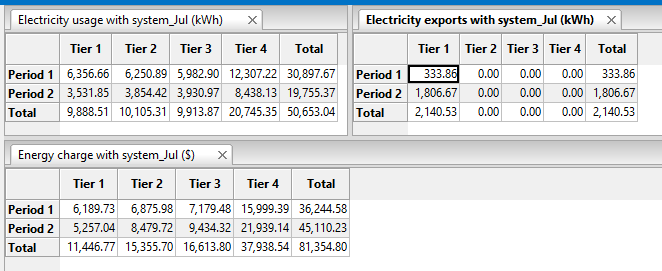 Electricity usage with system_Jul (kWh)
Tier 1 Tier 2 Tier 3 Tier 4 Total
Period 1 6,356.66 6,250.89 5,982.90 12,307.22 30,897.67
Period 2 3,531.85 3,854.42 3,930.97 8,438.13 19,755.37
Total 9,888.51 10,105.31 9,913.87 20,745.35 50,653.04
Electricity exports with system_Jul (kWh)
Tier 1 Tier 2 Tier 3 Tier 4 Total
Period 1 333.86 0.00 0.00 0.00 333.86
Period 2 1,806.67 0.00 0.00 0.00 1,806.67
Total 2,140.53 0.00 0.00 0.00 2,140.53
Energy charge with system_Jul ($)
Tier 1 Tier 2 Tier 3 Tier 4 Total
Period 1 6,189.73 6,875.98 7,179.48 15,999.39 36,244.58
Period 2 5,257.04 8,479.72 9,434.32 21,939.14 45,110.23
Total 11,446.77 15,355.70 16,613.80 37,938.54 81,354.80